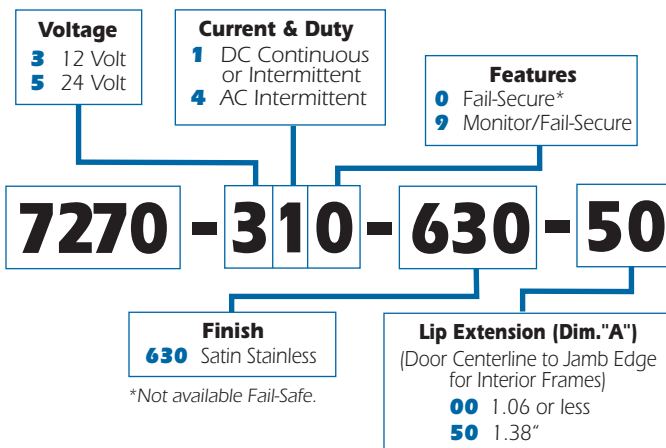 Voltage
3 12 Volt
5 24 Volt
Current & Duty
1 DC Continuous
or Intermittent
4 AC Intermittent
Features
0 Fail-Secure*
9 Monitor/Fail-Secure
7270-310-630-50
Finish
630 Satin Stainless
*Not available Fail-Safe.
Lip Extension (Dim."A")
(Door Centerline to Jamb Edge
for Interior Frames)
00 1.06 or less
50 1.38“